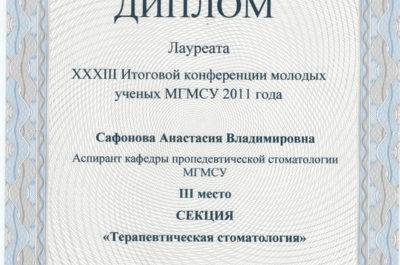 ДИПЛОМ
Лауреата
XXXIII Итоговой конференции молодых
ученых МГМСУ 2011 года
Сафонова Анастасия Владимировна
Аспирант кафедры пропедевтической стоматологии
МГМСУ
III место
СЕКЦИЯ
«Терапевтическая стоматология»